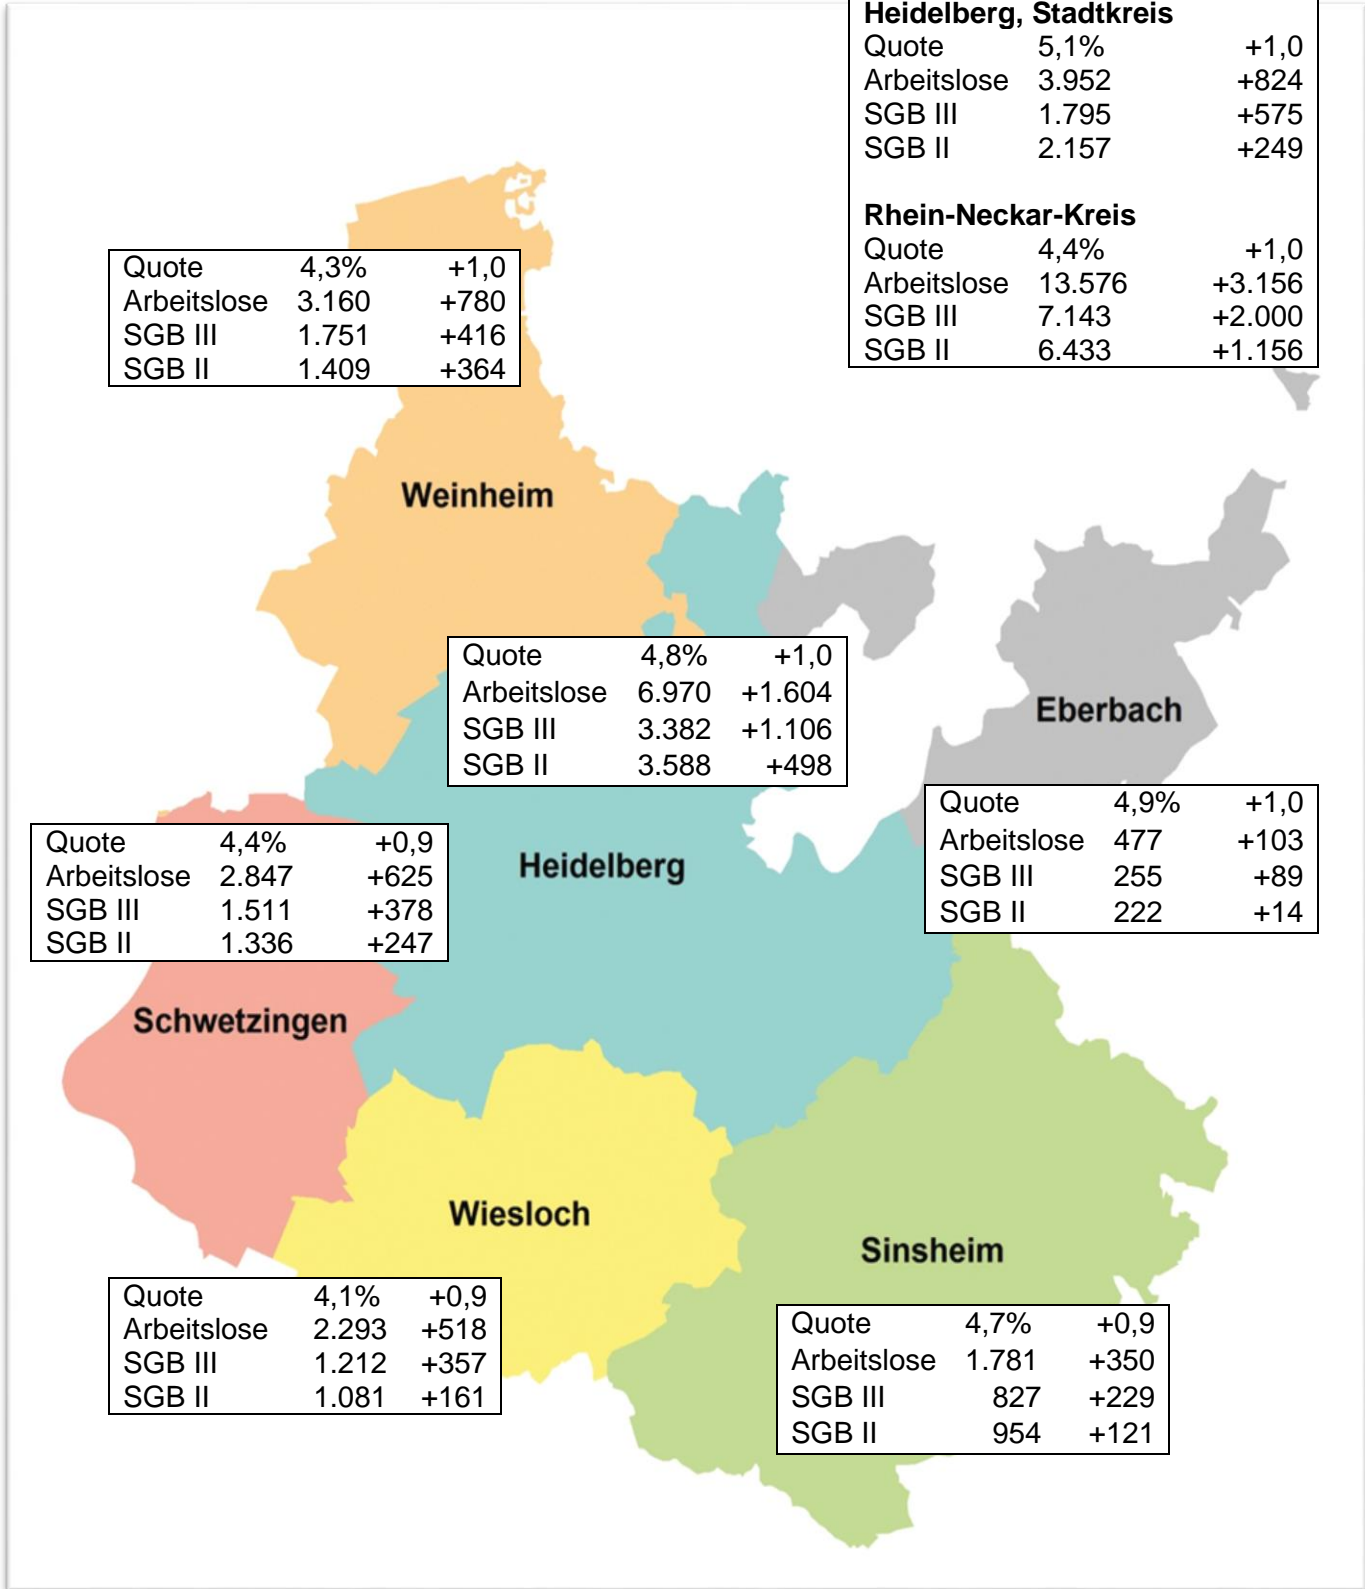 Heidelberg, Stadtkreis
Quote 5,1% +1,0
Arbeitslose 3.952 +824
SGB III 1.795 +575
SGB II 2.157 +249
Rhein-Neckar-Kreis
Quote 4,4% +1,0
Arbeitslose 13.576 +3.156
SGB III 7.143 +2.000
SGB II 6.433 +1.156
Quote 4,3% +1,0
Arbeitslose 3.160 +780
SGB III 1.751 +416
SGB II 1.409 +364
Weinheim
Quote 4,8% +1,0
Arbeitslose 6.970 +1.604
SGB III 3.382 +1.106
SGB II 3.588 +498
Eberbach
Quote 4,9% +1,0
Arbeitslose 477 +103
SGB III 255 +89
SGB II 222 +14
Quote 4,4% +0,9
Arbeitslose 2.847 +625
SGB III 1.511 +378
SGB II 1.336 +247
Heidelberg
Schwetzingen
Wiesloch
Sinsheim
Quote 4,1% +0,9
Arbeitslose 2.293 +518
SGB III 1.212 +357
SGB II 1.081 +161
Quote 4,7% +0,9
Arbeitslose 1.781 +350
SGB III 827 +229
SGB II 954 +121